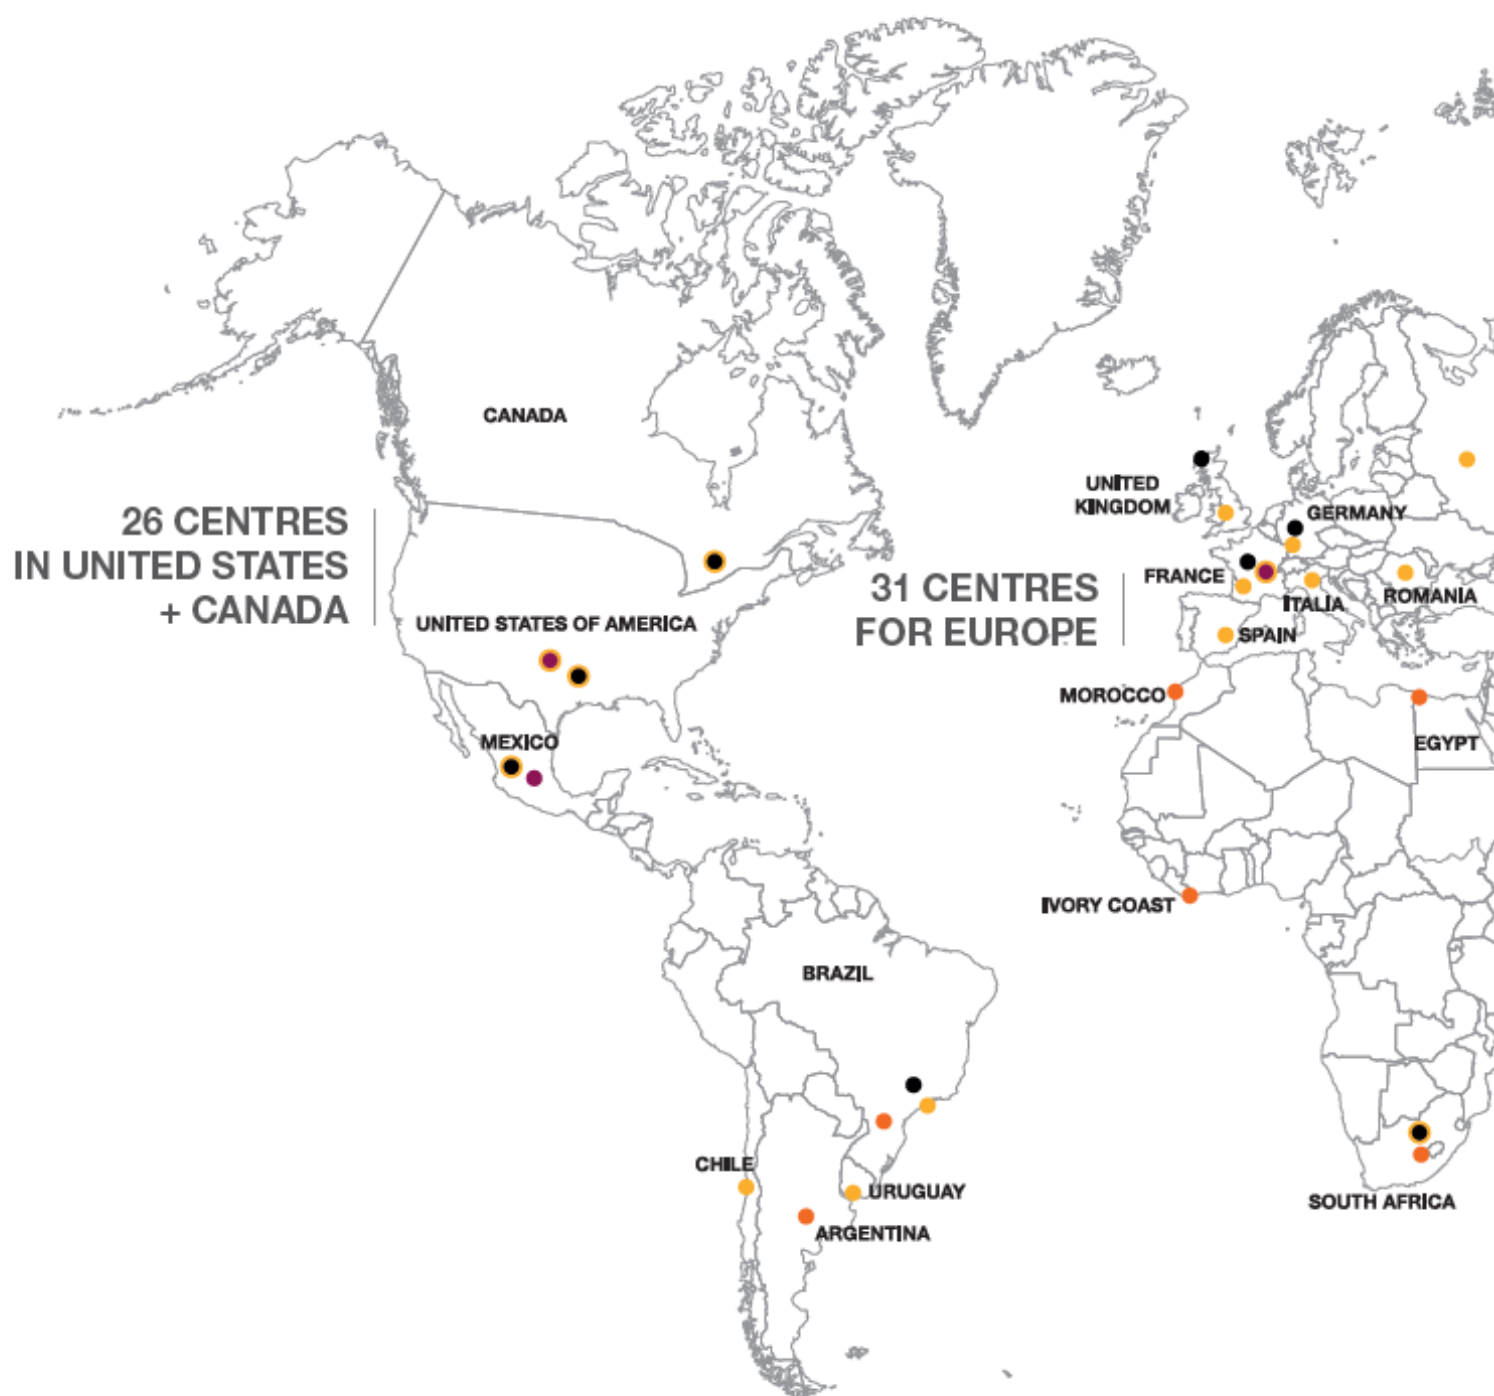 CANADA
26 CENTRES
IN UNITED STATES
+ CANADA
UNITED STATES OF AMERICA
MEXICO
UNITED
KINGDOM
GERMANY
FRANCE
31 CENTRES
FOR EUROPE
ITALIA
ROMANIA
SPAIN
MOROCCO
EGYPT
IVORY COAST
BRAZIL
CHILE
URUGUAY
ARGENTINA
SOUTH AFRICA